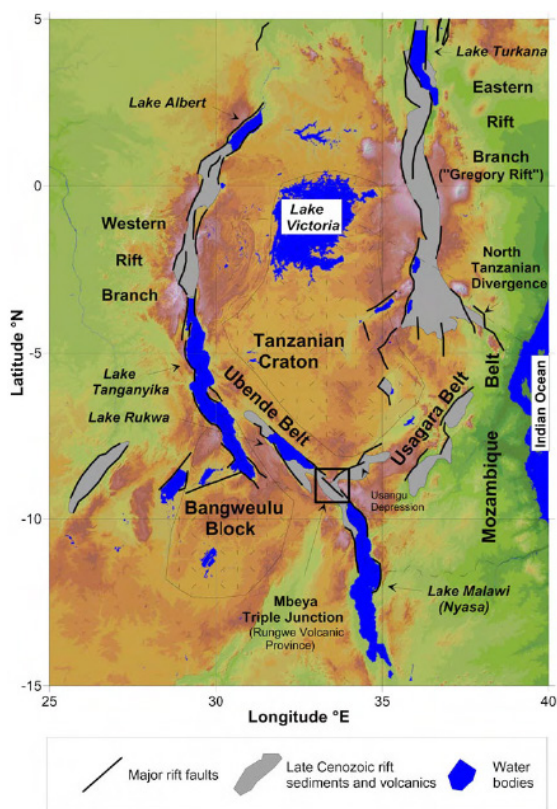 5
0
-5
-10
-15
Latitude °N
Lake Turkana
Eastern
Rift
Branch
("Gregory Rift")
Lake Albert
Lake
Victoria
Western
Rift
Branch
North
Tanzanian
Divergence
Tanzanian
Craton
Lake
Tanganyika
Ubende Belt
Lake Rukwa
Usagara Belt
Mozambique Belt
Indian Ocean
Usangu
Depression
Bangweulu
Block
Mbeya
Triple Junction
(Rungwe Volcanic
Province)
Lake Malawi
(Nyasa)
25
30
35
40
Longitude °E
Major rift faults
Late Cenozoic rift
sediments and volcanics
Water
bodies